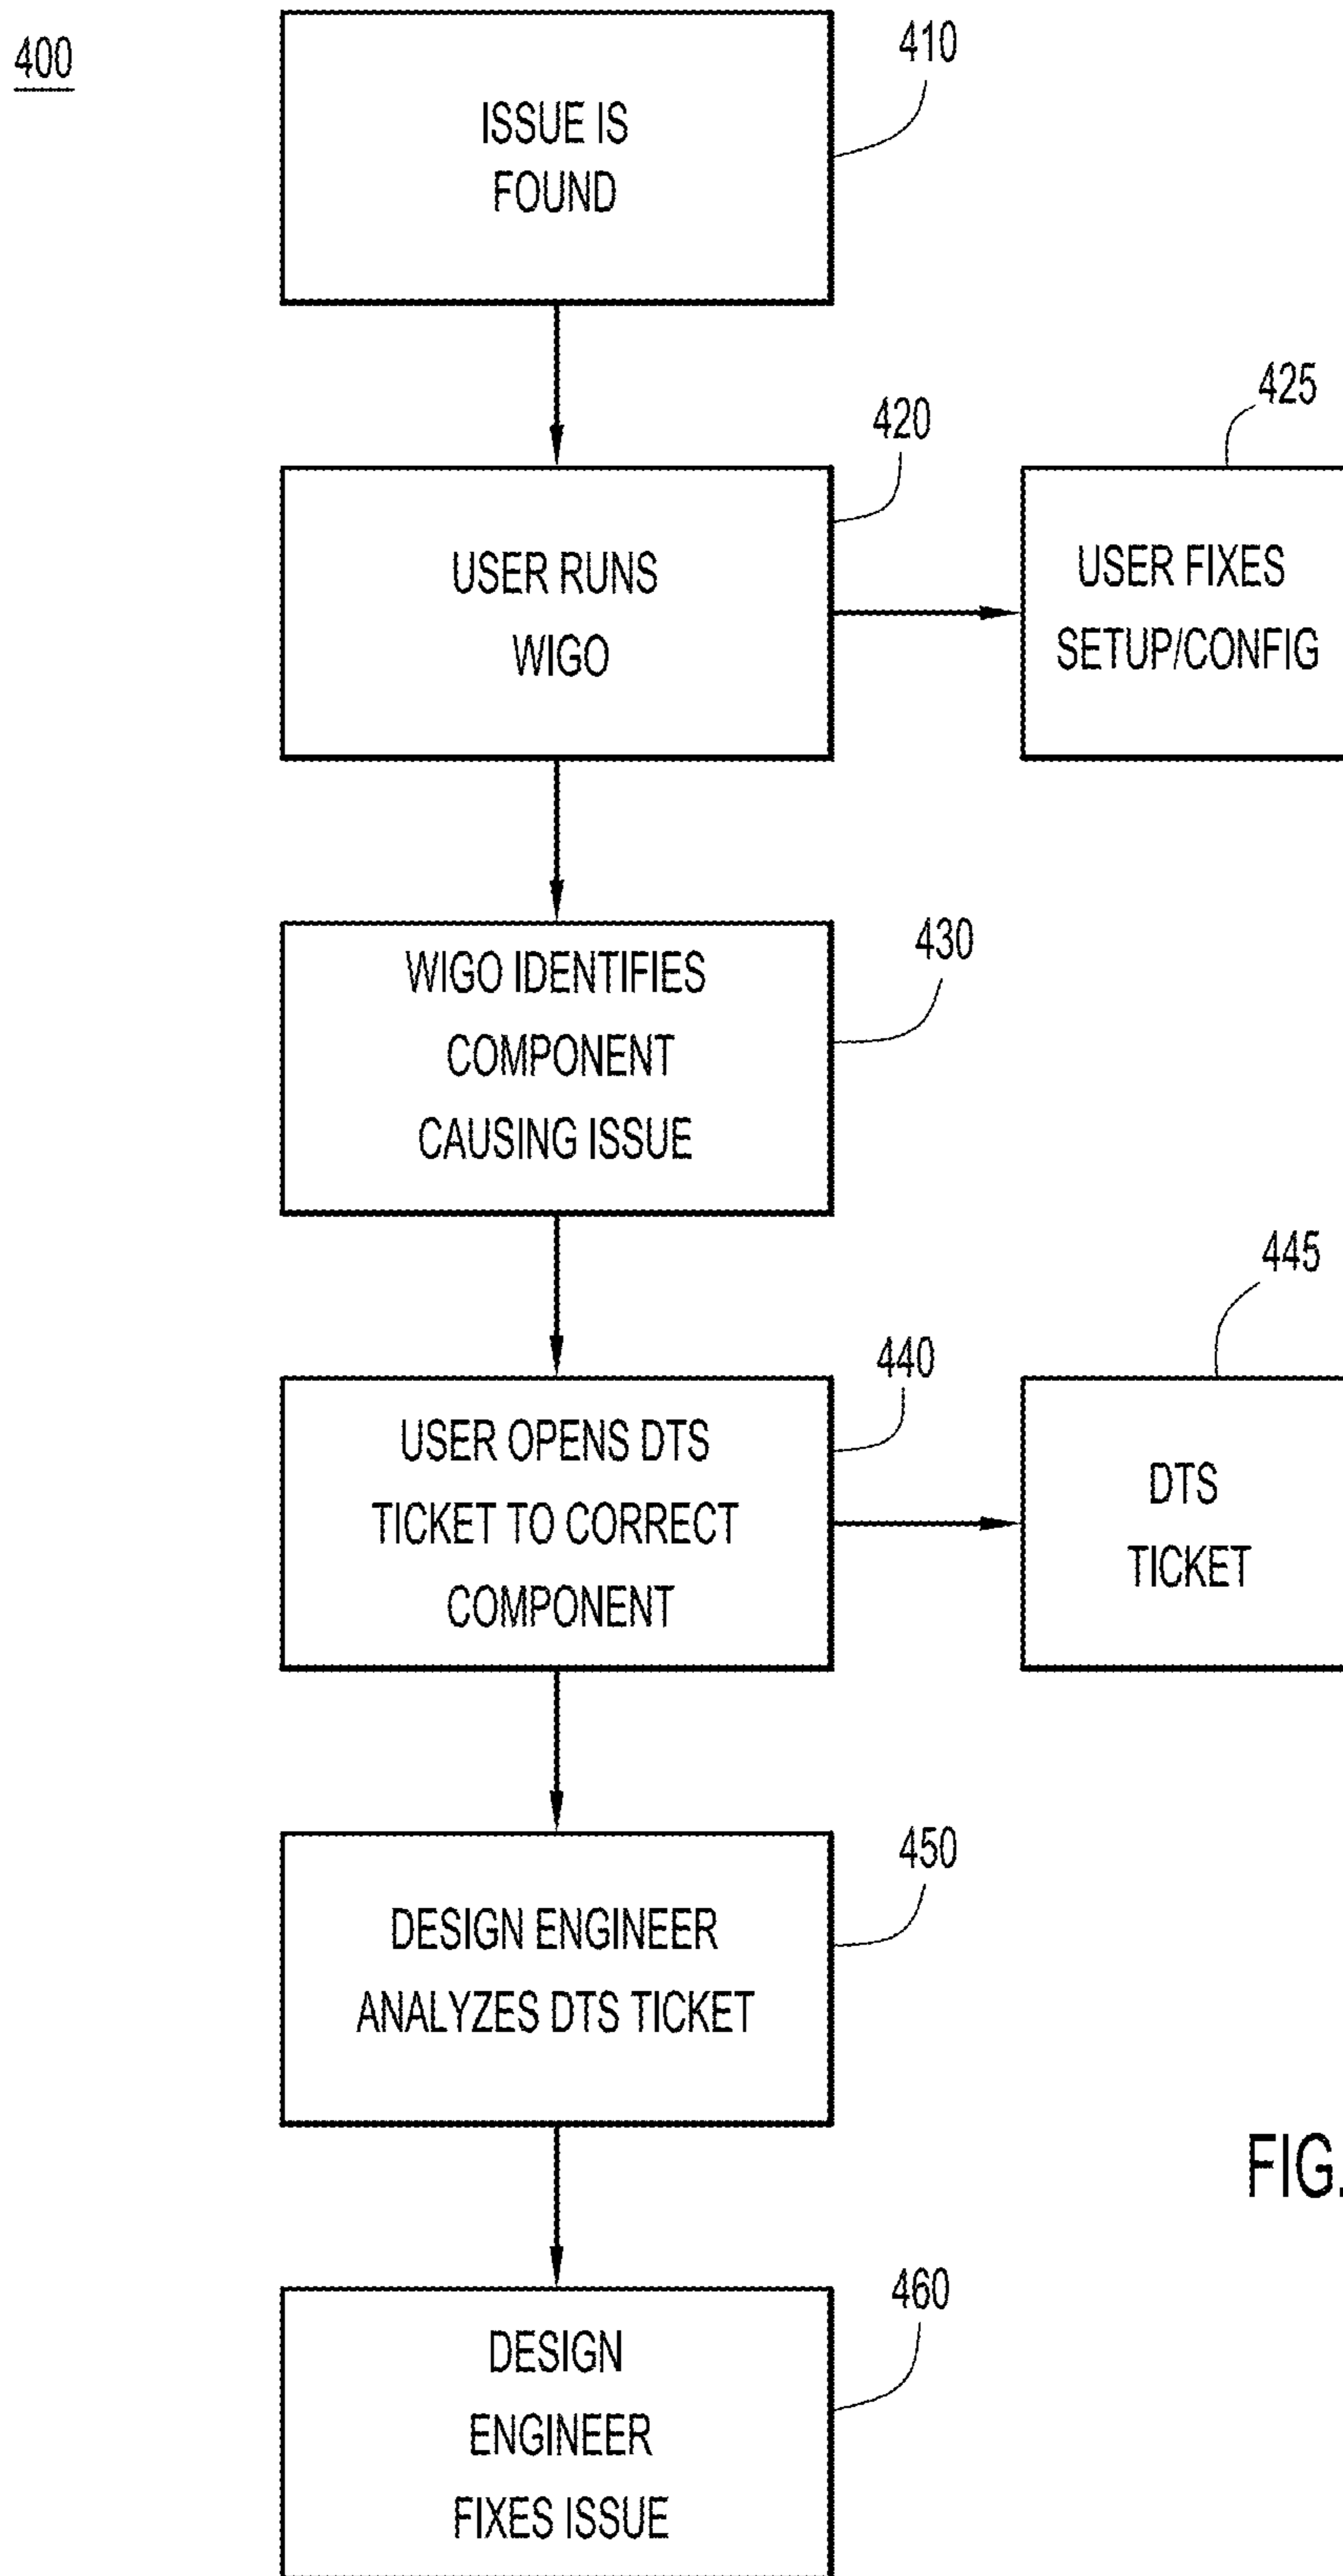 400
410
ISSUE IS
FOUND
420
425
USER RUNS
WIGO
USER FIXES
SETUP/CONFIG
430
WIGO IDENTIFIES
COMPONENT
CAUSING ISSUE
440
445
USER OPENS DTS
TICKET TO CORRECT
COMPONENT
DTS
TICKET
450
DESIGN ENGINEER
ANALYZES DTS TICKET
FIG.
460
DESIGN
ENGINEER
FIXES ISSUE